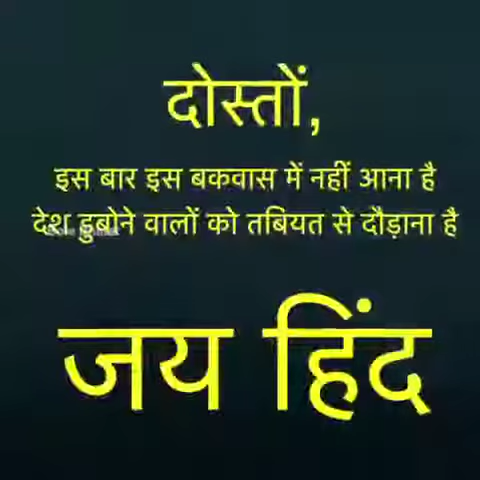 दोस्तों,
इस बार इस बकवास में नहीं आना है
देश डुबोने वालों को तबियत से दौड़ाना है
जय हिंद